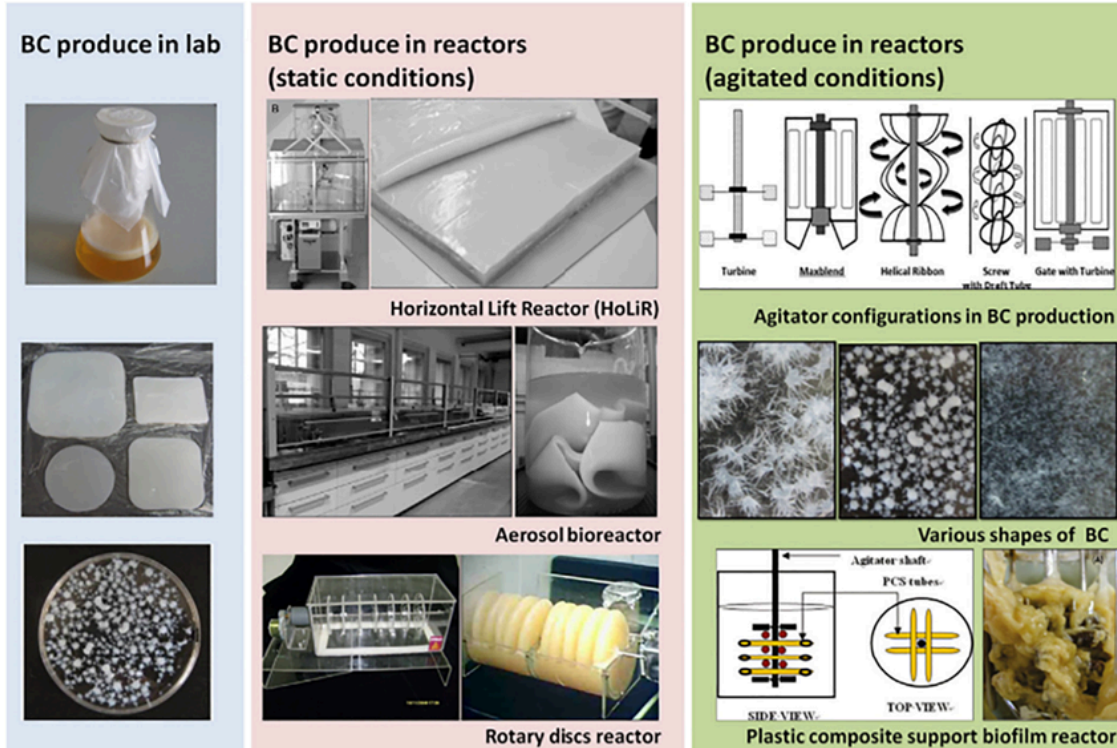 BC produce in lab
BC produce in reactors
(static conditions)
B
Horizontal Lift Reactor (HoLiR)
Aerosol bioreactor
Rotary discs reactor
BC produce in reactors
(agitated conditions)
Turbine
Maxblend
Helical Ribbon
Screw
with Draft Tube
Gate with Turbine
Agitator configurations in BC production
Various shapes of BC
Agitator shaft
PCS tubes
SIDE VIEW
TOP VIEW
Plastic composite support biofilm reactor